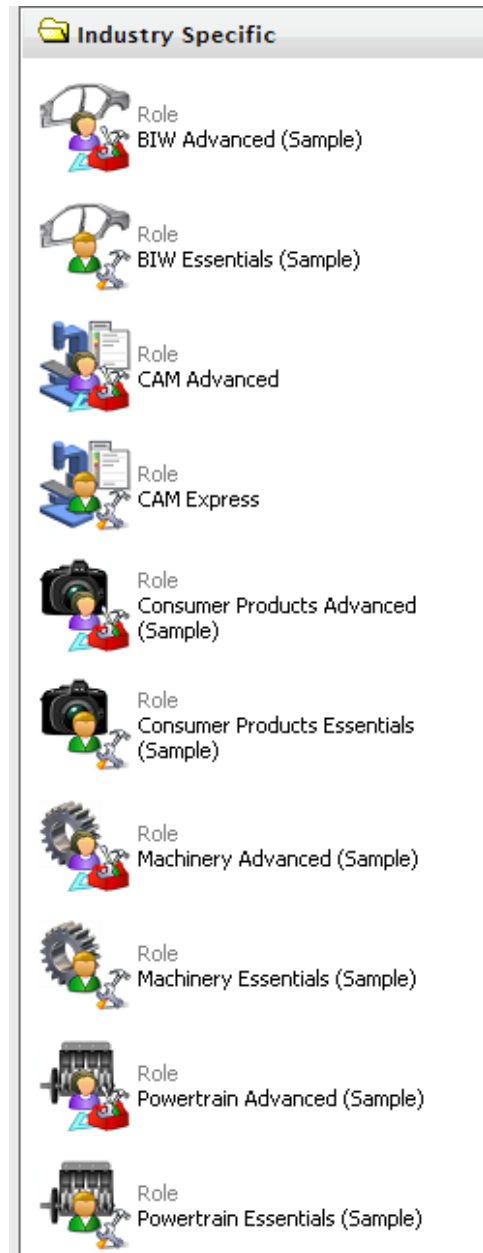 Industry Specific
Role
BIW Advanced (Sample)
Role
BIW Essentials (Sample)
Role
CAM Advanced
Role
CAM Express
Role
Consumer Products Advanced
(Sample)
Role
Consumer Products Essentials
(Sample)
Role
Machinery Advanced (Sample)
Role
Machinery Essentials (Sample)
Role
Powertrain Advanced (Sample)
Role
Powertrain Essentials (Sample)